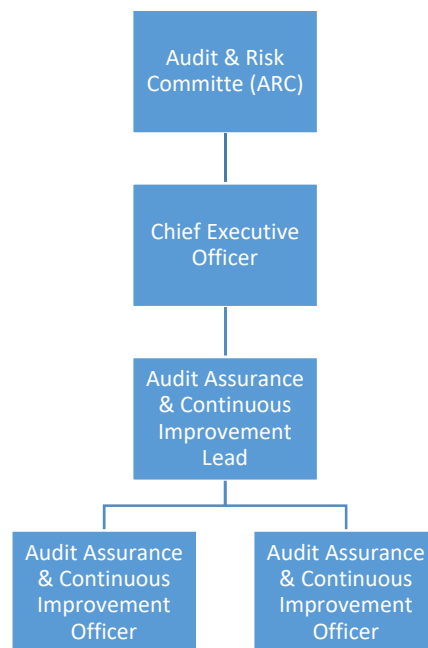 Audit & Risk
Committe (ARC)
Chief Executive
Officer
Audit Assurance
& Continuous
Improvement
Lead
Audit Assurance
& Continuous
Improvement
Officer
Audit Assurance
& Continuous
Improvement
Officer